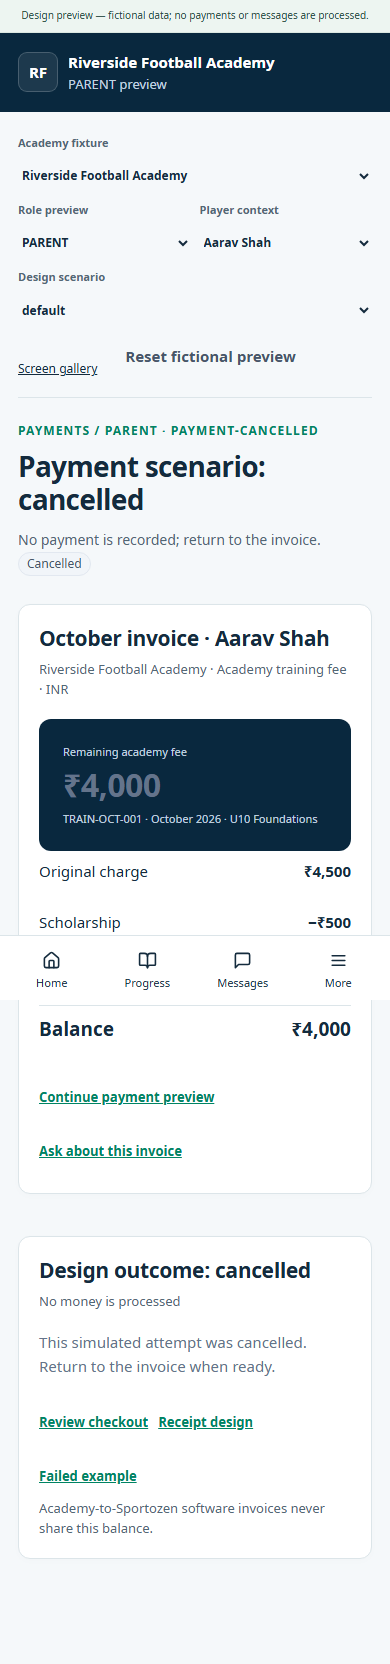 Design preview — fictional data; no payments or messages are processed.
RF
Riverside Football Academy
PARENT preview
Academy fixture
Riverside Football Academy
Role preview
Player context
PARENT
Aarav Shah
Design scenario
default
Screen gallery
Reset fictional preview
PAYMENTS / PARENT · PAYMENT-CANCELLED
Payment scenario:
cancelled
No payment is recorded; return to the invoice.
Cancelled
October invoice · Aarav Shah
Riverside Football Academy · Academy training fee
· INR
Remaining academy fee
₹4,000
TRAIN-OCT-001 · October 2026 · U10 Foundations
Original charge ₹4,500
Scholarship −₹500
Home Progress Messages More
Balance ₹4,000
Continue payment preview
Ask about this invoice
Design outcome: cancelled
No money is processed
This simulated attempt was cancelled.
Return to the invoice when ready.
Review checkout Receipt design
Failed example
Academy-to-Sportozen software invoices never
share this balance.